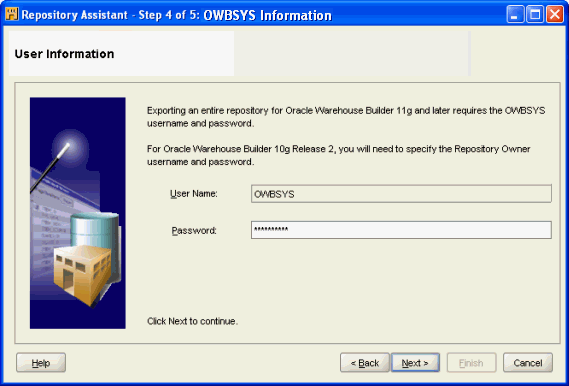 Repository Assistant - Step 4 of 5: OWBSYS Information
User Information
Exporting an entire repository for Oracle Warehouse Builder 11g and later requires the OWBSYS
username and password.
For Oracle Warehouse Builder 10g Release 2, you will need to specify the Repository Owner
username and password.
User Name: OWBSYS
Password: **********
Click Next to continue.
Help < Back Next > Finish Cancel